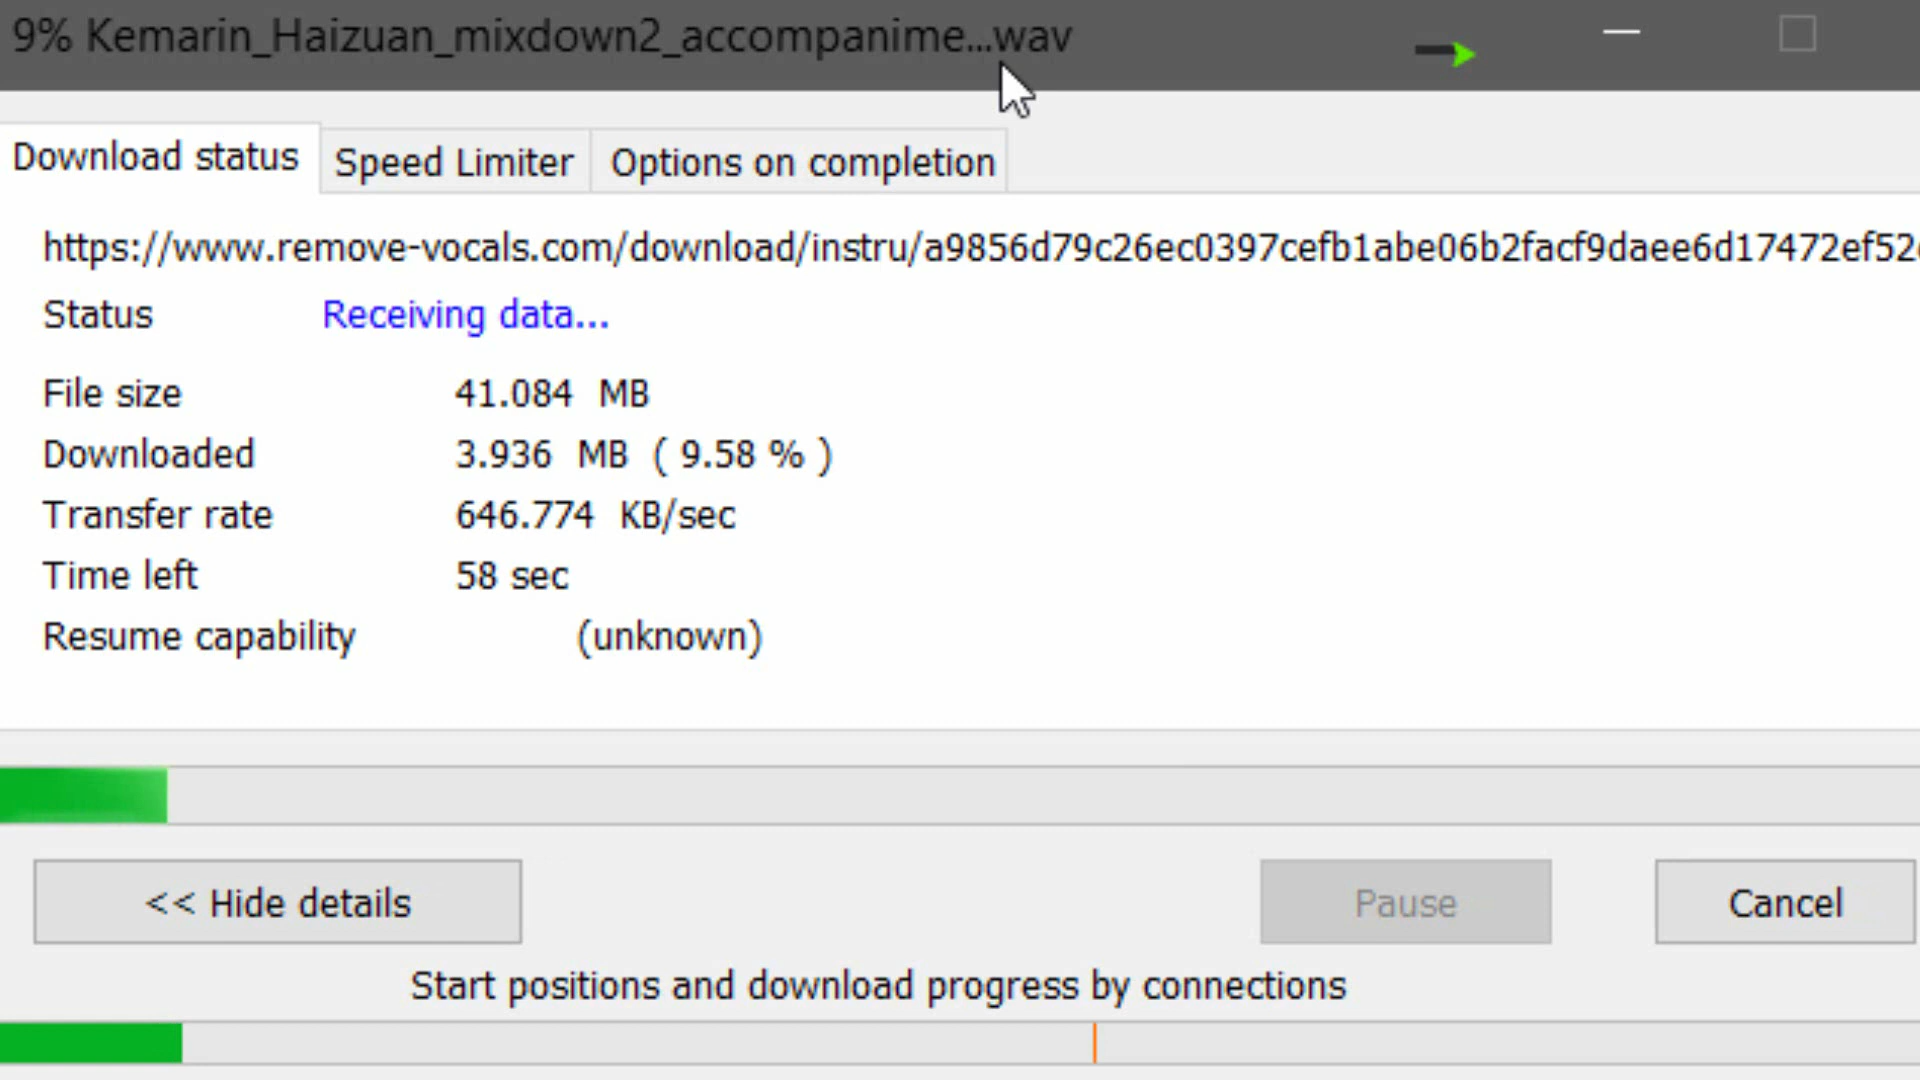 9% Kemarin_Haizuan_mixdown2_accompanime...wav
Download status
Speed Limiter
Options on completion
https://www.remove-vocals.com/download/instru/a9856d79c26ec0397cefb1abe06b2facf9daee6d17472ef52
Status Receiving data...
File size 41.084 MB
Downloaded 3.936 MB ( 9.58 % )
Transfer rate 646.774 KB/sec
Time left 58 sec
Resume capability (unknown)
<< Hide details
Pause
Cancel
Start positions and download progress by connections